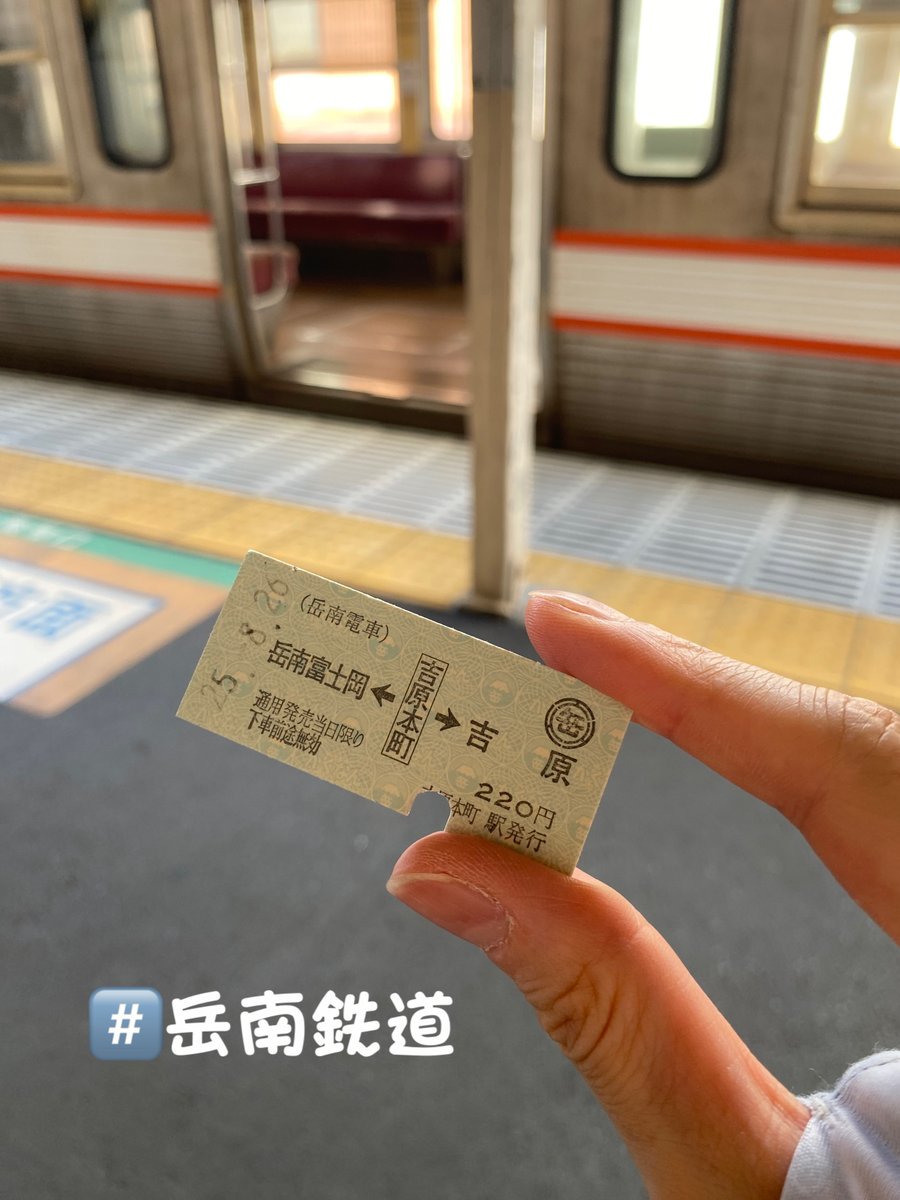 25.-8.26
(岳南電車)
岳南富士岡 ← 吉原本町 → 吉原
岳
通用発売当日限り
下車前途無効
220円
本町駅発行
#岳南鉄道